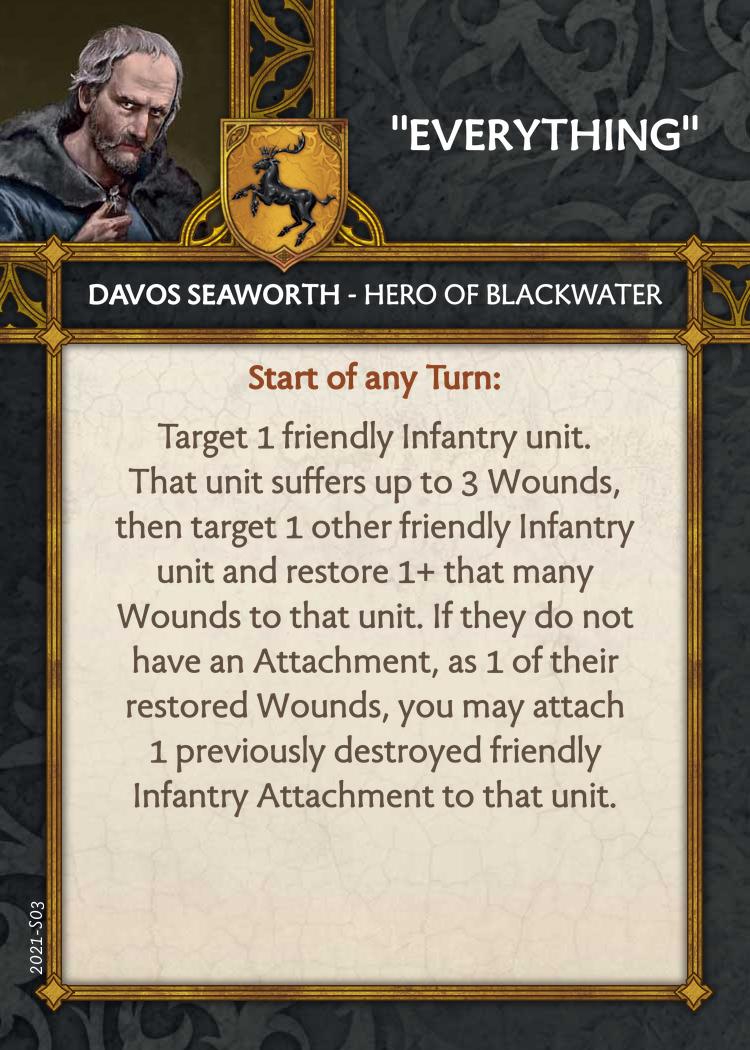 "EVERYTHING"
DAVOS SEAWORTH - HERO OF BLACKWATER
Start of any Turn:
Target 1 friendly Infantry unit.
That unit suffers up to 3 Wounds,
then target 1 other friendly Infantry
unit and restore 1+ that many
Wounds to that unit. If they do not
have an Attachment, as 1 of their
restored Wounds, you may attach
1 previously destroyed friendly
Infantry Attachment to that unit.
2021-S03